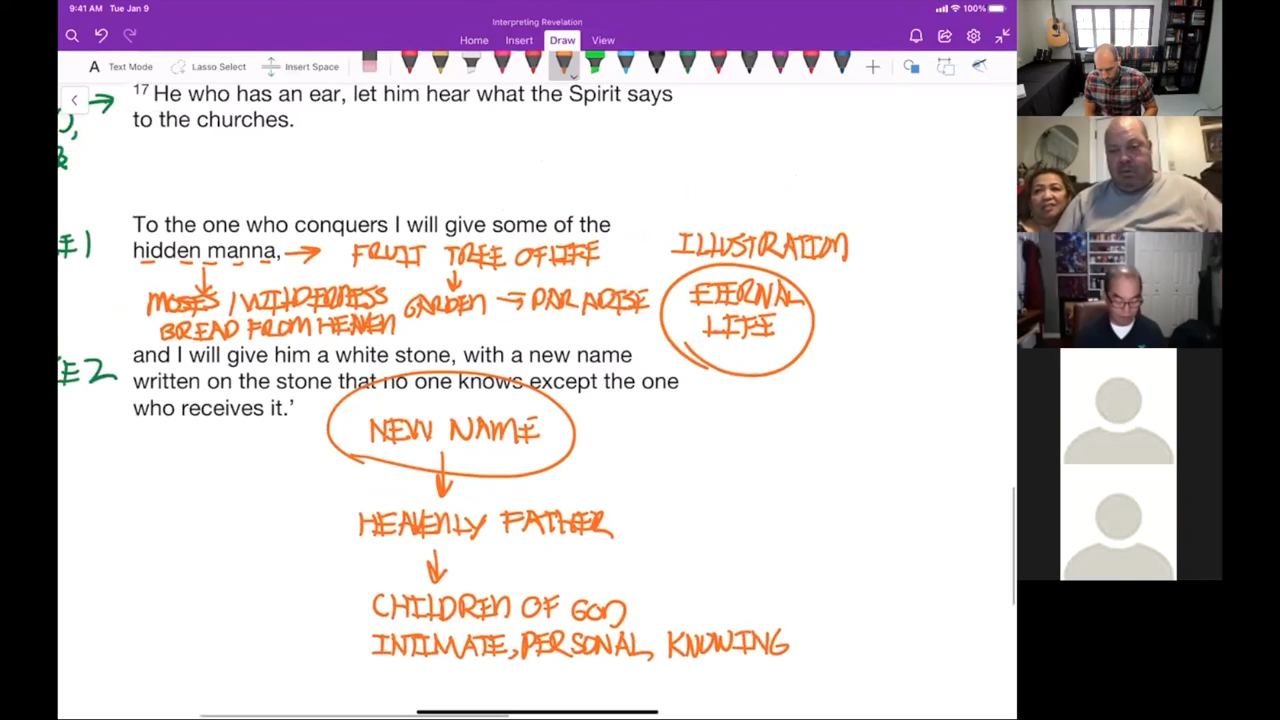 9:41 AM Tue Jan 9
100%
Interpreting Revelation
Home Insert Draw View
Text Mode Lasso Select Insert Space
17 He who has an ear, let him hear what the Spirit says
to the churches.
To the one who conquers I will give some of the
hidden manna, → FRUIT TREE OF LIFE
ILLUSTRATION
MOSES / WILDERNESS
BREAD FROM HEAVEN
GARDEN → PARADISE
ETERNAL
LIFE
and I will give him a white stone, with a new name
written on the stone that no one knows except the one
who receives it.’
NEW NAME
HEAVENLY FATHER
CHILDREN OF GOD
INTIMATE, PERSONAL, KNOWING